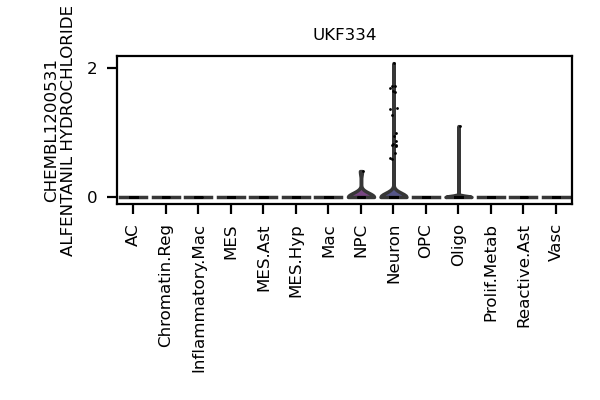 UKF334
CHEMBL1200531
ALFENTANIL HYDROCHLORIDE
2
0
AC
Chromatin.Reg
Inflammatory.Mac
MES
MES.Ast
MES.Hyp
Mac
NPC
Neuron
OPC
Oligo
Prolif.Metab
Reactive.Ast
Vasc